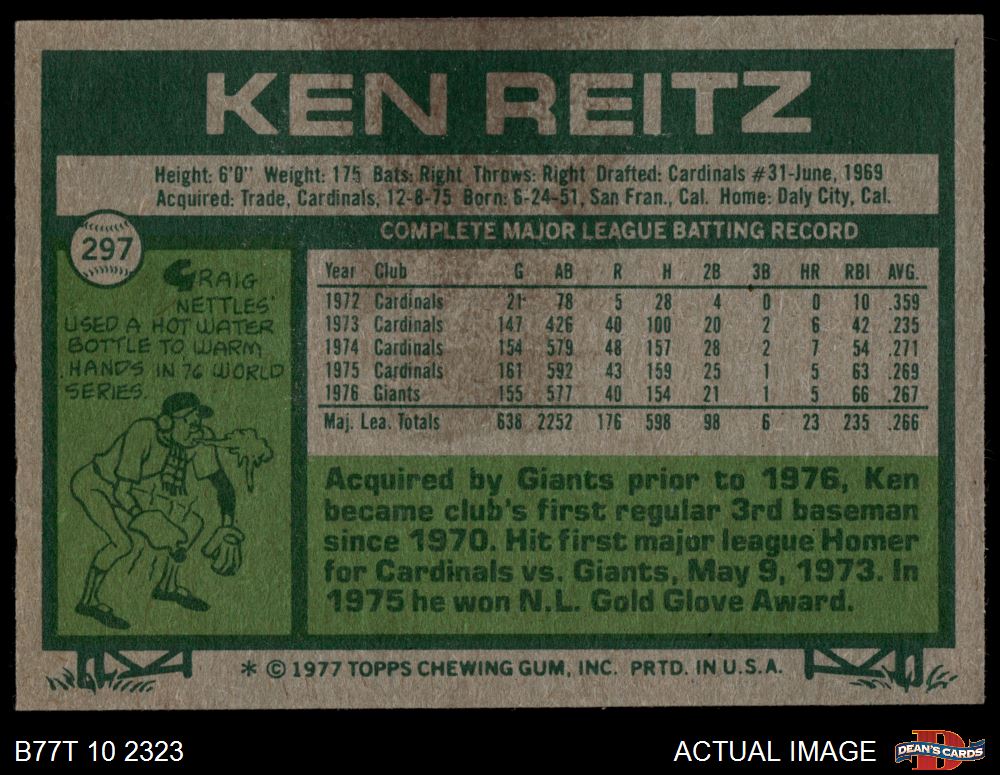 KEN REITZ
Height: 6'0" Weight: 175 Bats: Right Throws: Right Drafted: Cardinals #31-June, 1969
Acquired: Trade, Cardinals, 12-8-75 Born: 6-24-51, San Fran., Cal. Home: Daly City, Cal.
297
GRAIG
NETTLES'
USED A HOT WATER
BOTTLE TO WARM
HANDS IN '76 WORLD
SERIES.
COMPLETE MAJOR LEAGUE BATTING RECORD
Year Club G AB R H 2B 3B HR RBI AVG.
1972 Cardinals 21 78 5 28 4 0 0 10 .359
1973 Cardinals 147 426 40 100 20 2 6 42 .235
1974 Cardinals 154 579 48 157 28 2 7 54 .271
1975 Cardinals 161 592 43 159 25 1 5 63 .269
1976 Giants 155 577 40 154 21 1 5 66 .267
Maj. Lea. Totals 638 2252 176 598 98 6 23 235 .266
Acquired by Giants prior to 1976, Ken
became club's first regular 3rd baseman
since 1970. Hit first major league Homer
for Cardinals vs. Giants, May 9, 1973. In
1975 he won N.L. Gold Glove Award.
* © 1977 TOPPS CHEWING GUM, INC. PRTD. IN U.S.A.
B77T 10 2323
ACTUAL IMAGE
D
DEAN'S CARDS